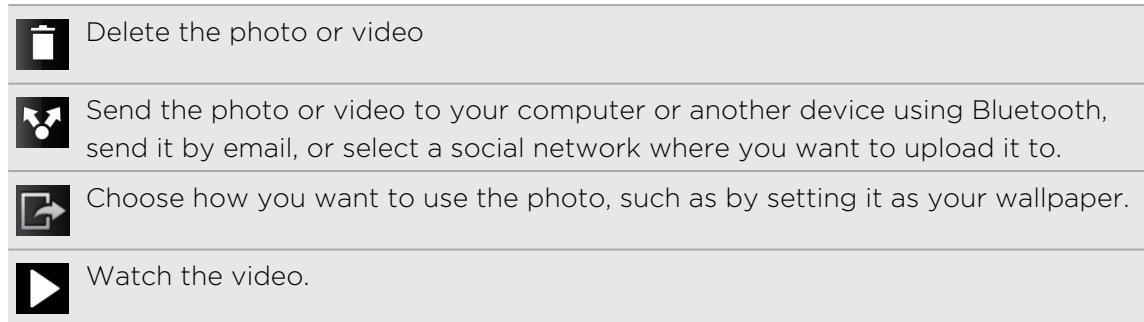 Delete the photo or video
Send the photo or video to your computer or another device using Bluetooth,
send it by email, or select a social network where you want to upload it to.
Choose how you want to use the photo, such as by setting it as your wallpaper.
Watch the video.